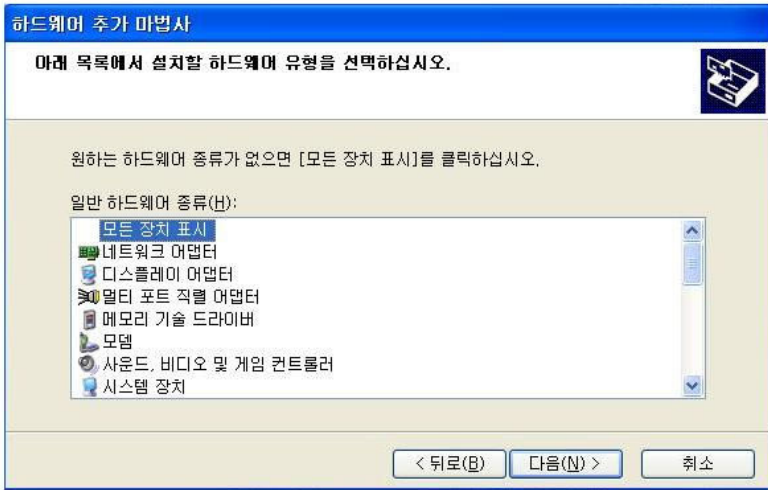 하드웨어 추가 마법사
아래 목록에서 설치할 하드웨어 유형을 선택하십시오.
원하는 하드웨어 종류가 없으면 [모든 장치 표시]를 클릭하십시오.
일반 하드웨어 종류(H):
모든 장치 표시
네트워크 어댑터
디스플레이 어댑터
멀티 포트 직렬 어댑터
메모리 기술 드라이버
모뎀
사운드, 비디오 및 게임 컨트롤러
시스템 장치
< 뒤로(B) 다음(N) > 취소